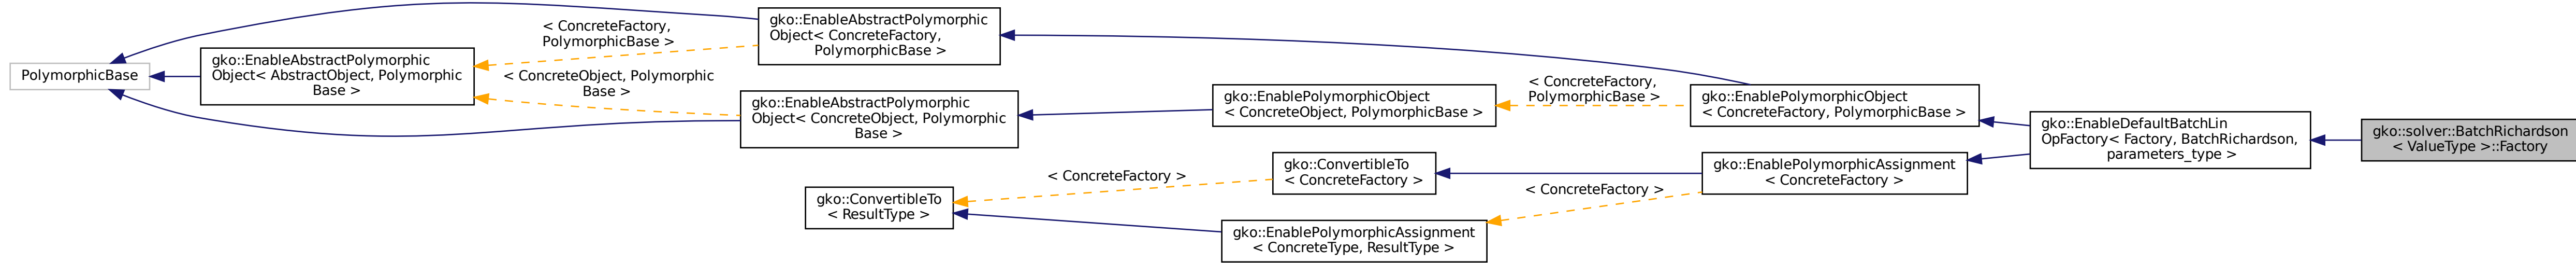 PolymorphicBase
gko::EnableAbstractPolymorphic
Object< AbstractObject, Polymorphic
Base >
< ConcreteFactory,
PolymorphicBase >
< ConcreteObject, Polymorphic
Base >
gko::EnableAbstractPolymorphic
Object< ConcreteFactory,
PolymorphicBase >
gko::EnableAbstractPolymorphic
Object< ConcreteObject, Polymorphic
Base >
gko::ConvertibleTo
< ResultType >
< ConcreteFactory >
gko::EnablePolymorphicObject
< ConcreteObject, PolymorphicBase >
gko::ConvertibleTo
< ConcreteFactory >
gko::EnablePolymorphicAssignment
< ConcreteType, ResultType >
< ConcreteFactory,
PolymorphicBase >
< ConcreteFactory >
gko::EnablePolymorphicObject
< ConcreteFactory, PolymorphicBase >
gko::EnablePolymorphicAssignment
< ConcreteFactory >
gko::EnableDefaultBatchLin
OpFactory< Factory, BatchRichardson,
parameters_type >
gko::solver::BatchRichardson
< ValueType >::Factory